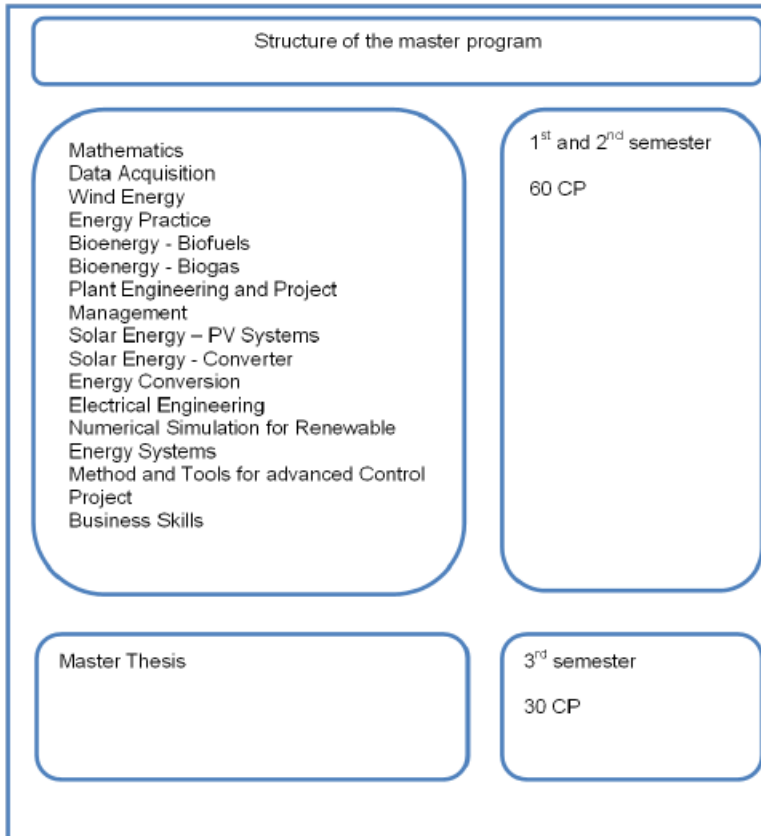 Structure of the master program
Mathematics
Data Acquisition
Wind Energy
Energy Practice
Bioenergy - Biofuels
Bioenergy - Biogas
Plant Engineering and Project
Management
Solar Energy – PV Systems
Solar Energy - Converter
Energy Conversion
Electrical Engineering
Numerical Simulation for Renewable
Energy Systems
Method and Tools for advanced Control
Project
Business Skills
1st and 2nd semester
60 CP
Master Thesis
3rd semester
30 CP